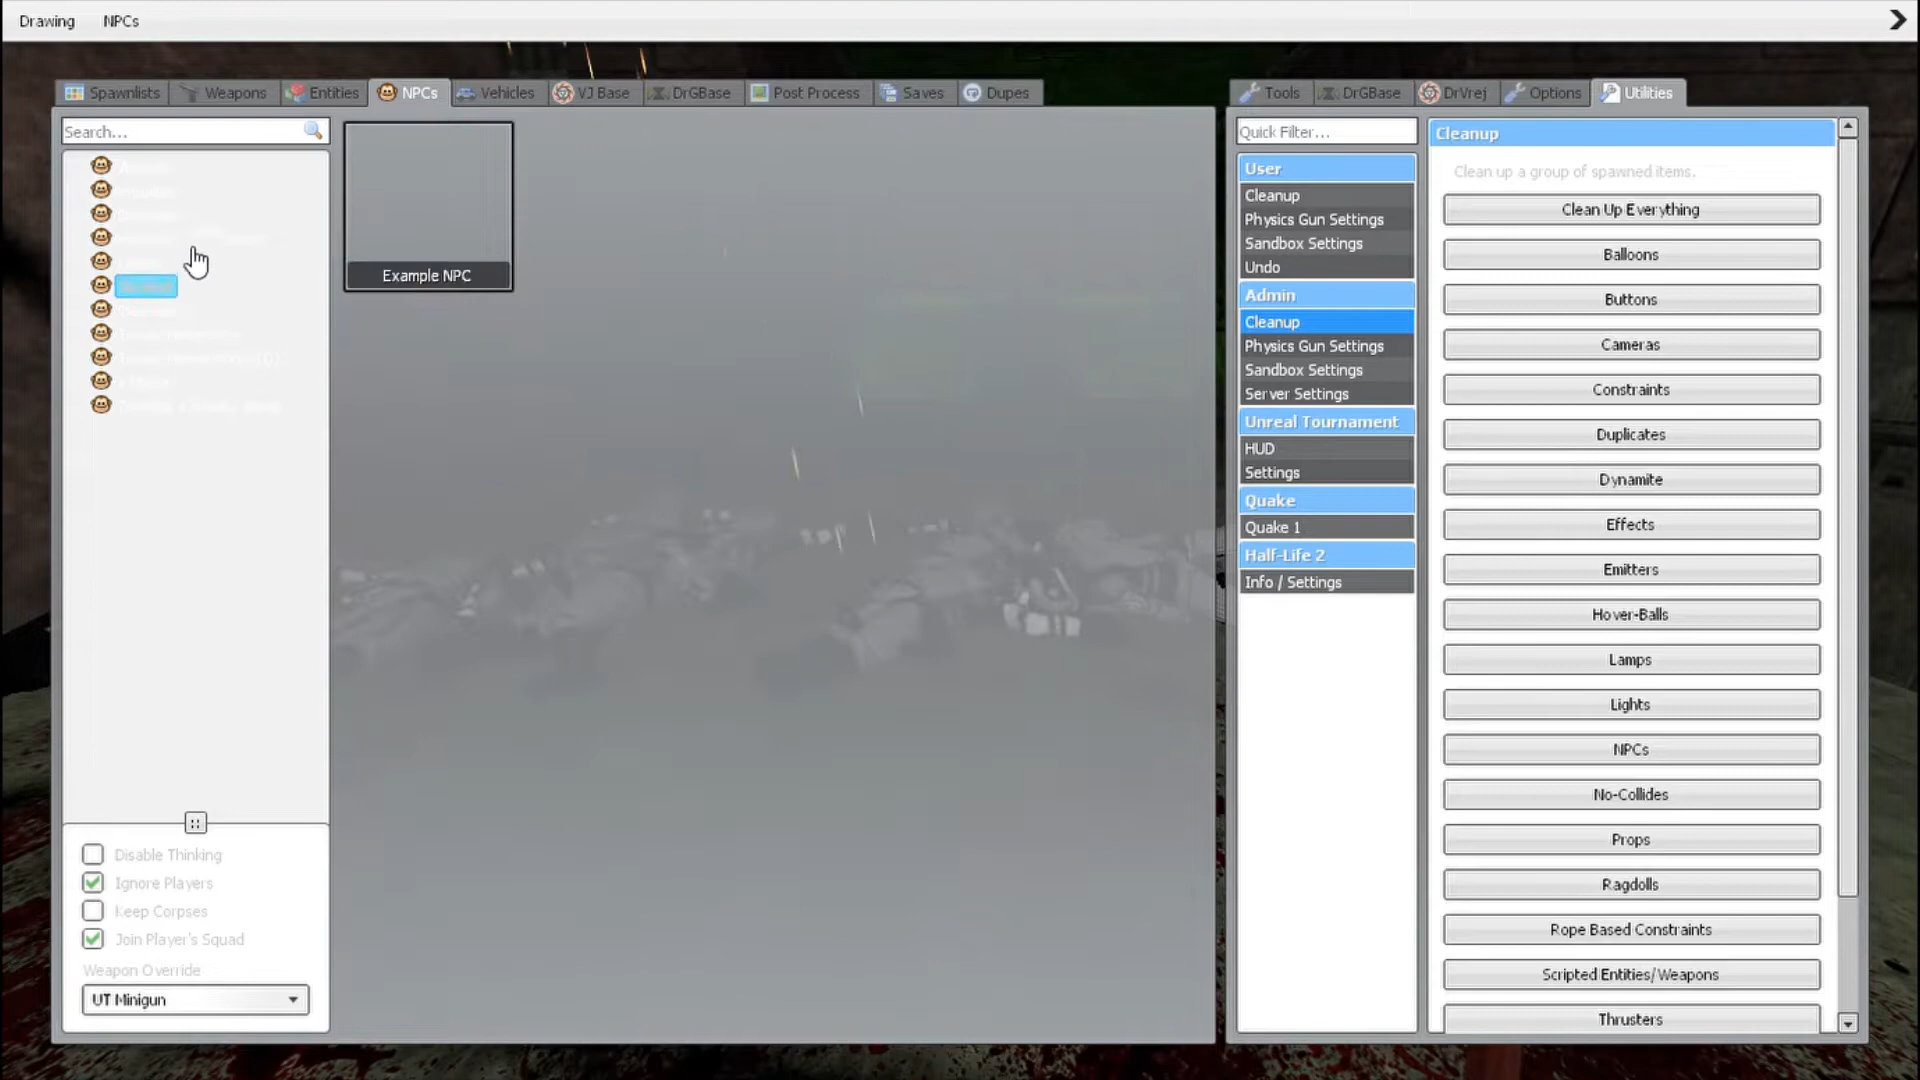 Drawing NPCs
Spawnlists Weapons Entities NPCs Vehicles VJ Base DrGBase Post Process Saves Dupes
Search...
Example NPC
Disable Thinking
Ignore Players
Keep Corpses
Join Player's Squad
Weapon Override
UT Minigun
Tools DrGBase DrVrej Options Utilities
Quick Filter...
User
Cleanup
Physics Gun Settings
Sandbox Settings
Undo
Admin
Cleanup
Physics Gun Settings
Sandbox Settings
Server Settings
Unreal Tournament
HUD
Settings
Quake
Quake 1
Half-Life 2
Info / Settings
Cleanup
Clean up a group of spawned items.
Clean Up Everything
Balloons
Buttons
Cameras
Constraints
Duplicates
Dynamite
Effects
Emitters
Hover-Balls
Lamps
Lights
NPCs
No-Collides
Props
Ragdolls
Rope Based Constraints
Scripted Entities/Weapons
Thrusters